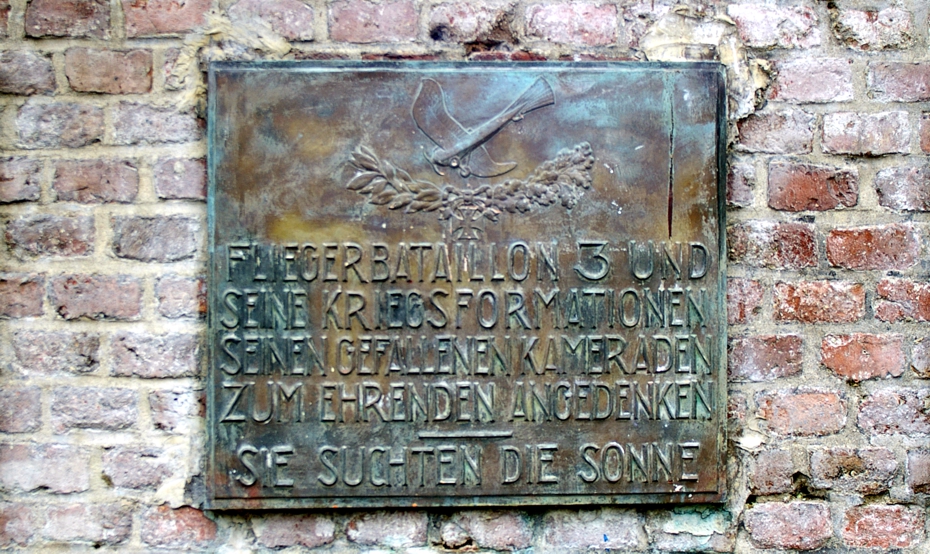 FLIEGERBATAILLON 3 UND
SEINE KRIEGSFORMATIONEN
SEINEN GEFALLENEN KAMERADEN
ZUM EHRENDEN ANGEDENKEN
SIE SUCHTEN DIE SONNE